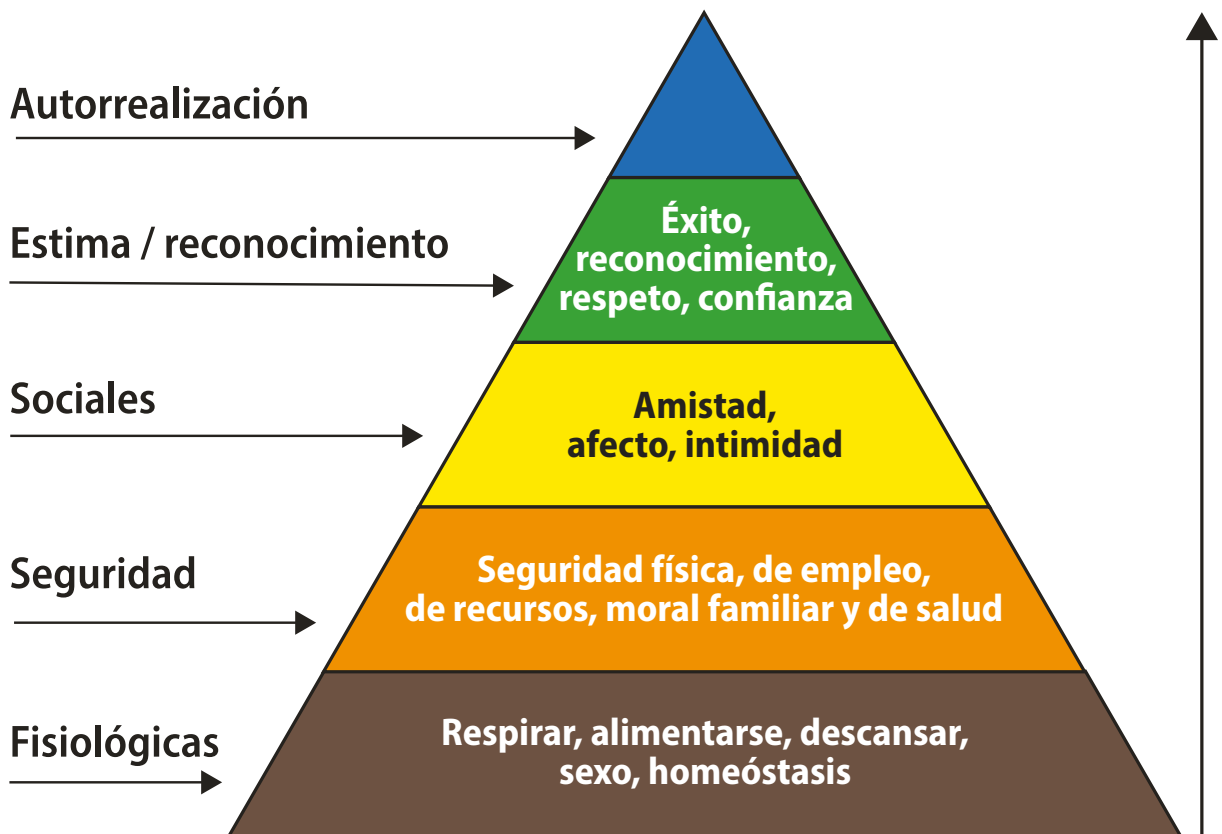 Autorrealización
Estima / reconocimiento
Éxito,
reconocimiento,
respeto, confianza
Sociales
Amistad,
afecto, intimidad
Seguridad
Seguridad física, de empleo,
de recursos, moral familiar y de salud
Fisiológicas
Respirar, alimentarse, descansar,
sexo, homeóstasis